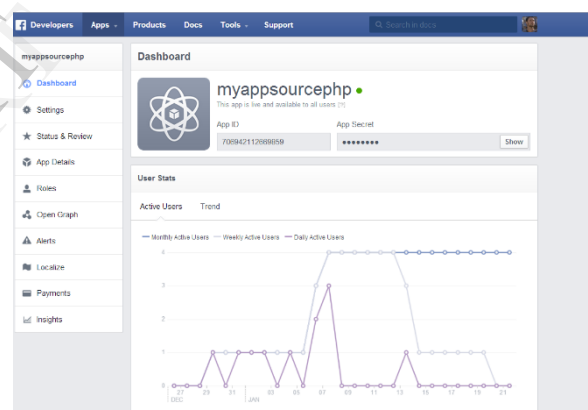 Developers Apps Products Docs Tools Support Search in docs
myappsourcephp
Dashboard
Settings
Status & Review
App Details
Roles
Open Graph
Alerts
Localize
Payments
Insights
Dashboard
myappsourcephp
This app is live and available to all users [?]
App ID App Secret
706942112669859 ●●●●●●●● Show
User Stats
Active Users Trend
Monthly Active Users Weekly Active Users Daily Active Users
4
3
2
1
0
27 29 31 03 05 07 09 11 13 15 17 19 21
DEC JAN